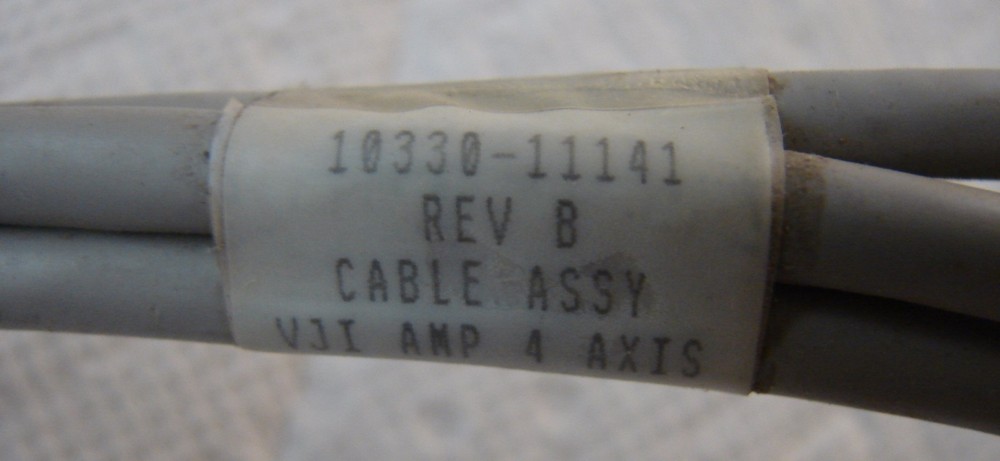 10330-11141
REV B
CABLE ASSY
VJI AMP 4 AXIS